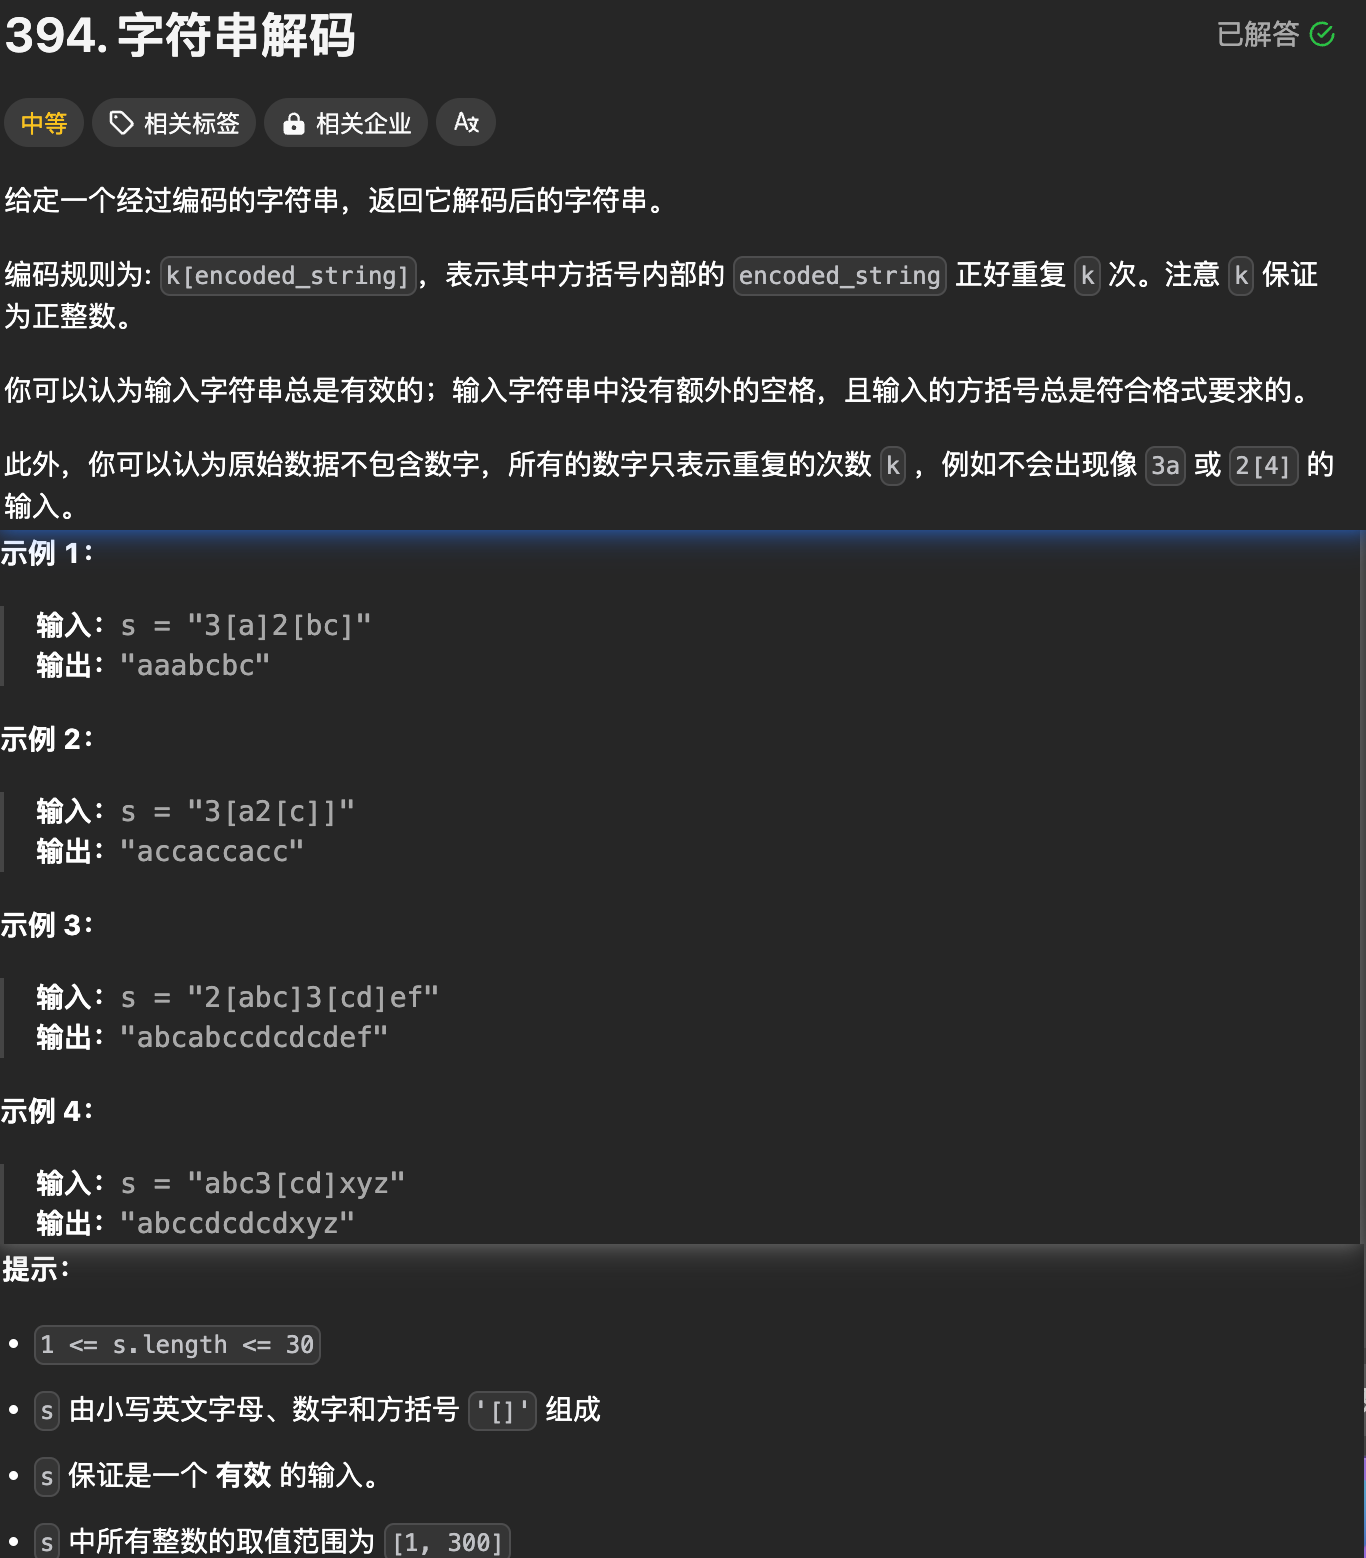 394. 字符串解码
已解答
中等 相关标签 相关企业
给定一个经过编码的字符串，返回它解码后的字符串。
编码规则为: k[encoded_string]，表示其中方括号内部的 encoded_string 正好重复 k 次。注意 k 保证
为正整数。
你可以认为输入字符串总是有效的；输入字符串中没有额外的空格，且输入的方括号总是符合格式要求的。
此外，你可以认为原始数据不包含数字，所有的数字只表示重复的次数 k ，例如不会出现像 3a 或 2[4] 的
输入。
示例 1：
输入：s = "3[a]2[bc]"
输出："aaabcbc"
示例 2：
输入：s = "3[a2[c]]"
输出："accaccacc"
示例 3：
输入：s = "2[abc]3[cd]ef"
输出："abcabccdcdcdef"
示例 4：
输入：s = "abc3[cd]xyz"
输出："abccdcdcdxyz"
提示：
• 1 <= s.length <= 30
• s 由小写英文字母、数字和方括号 '[]' 组成
• s 保证是一个 有效 的输入。
• s 中所有整数的取值范围为 [1, 300]